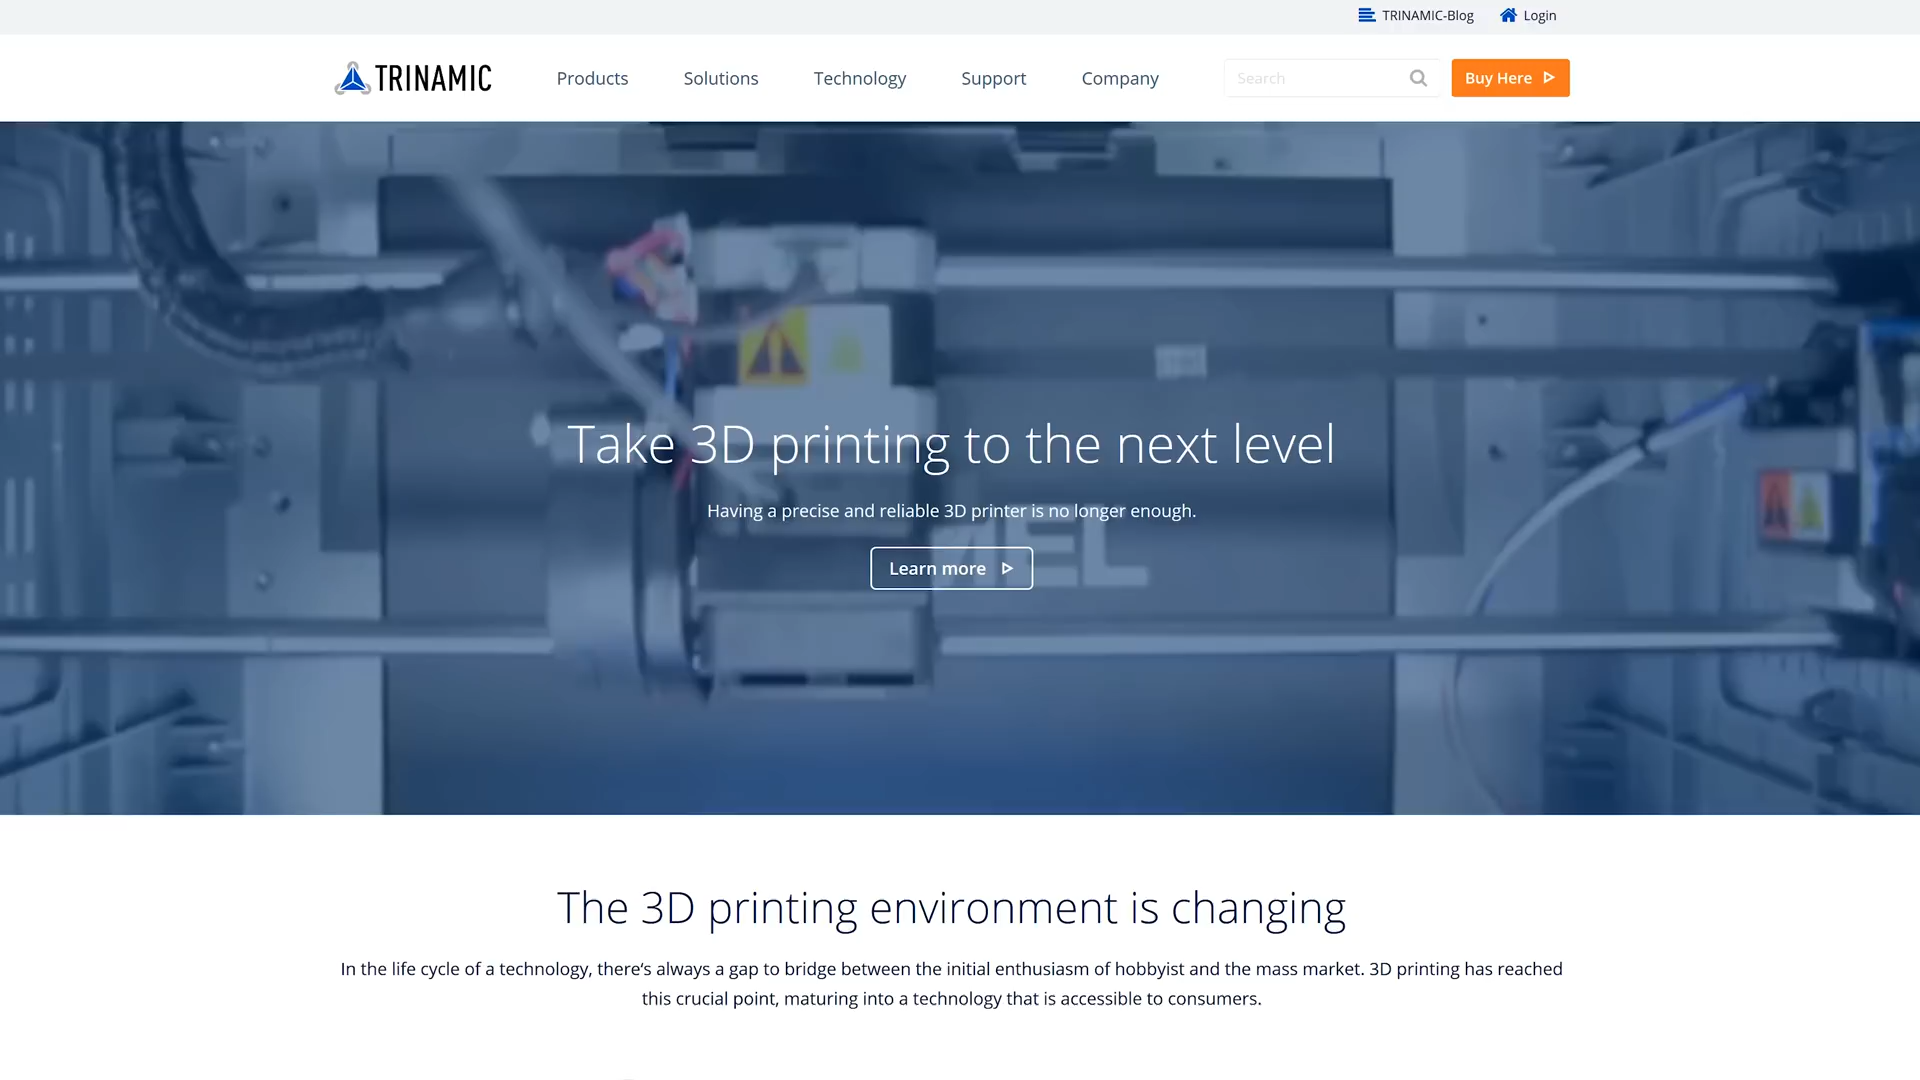 TRINAMIC-Blog
Login
TRINAMIC
Products
Solutions
Technology
Support
Company
Search
Buy Here
Take 3D printing to the next level
Having a precise and reliable 3D printer is no longer enough.
Learn more
The 3D printing environment is changing
In the life cycle of a technology, there's always a gap to bridge between the initial enthusiasm of hobbyist and the mass market. 3D printing has reached
this crucial point, maturing into a technology that is accessible to consumers.